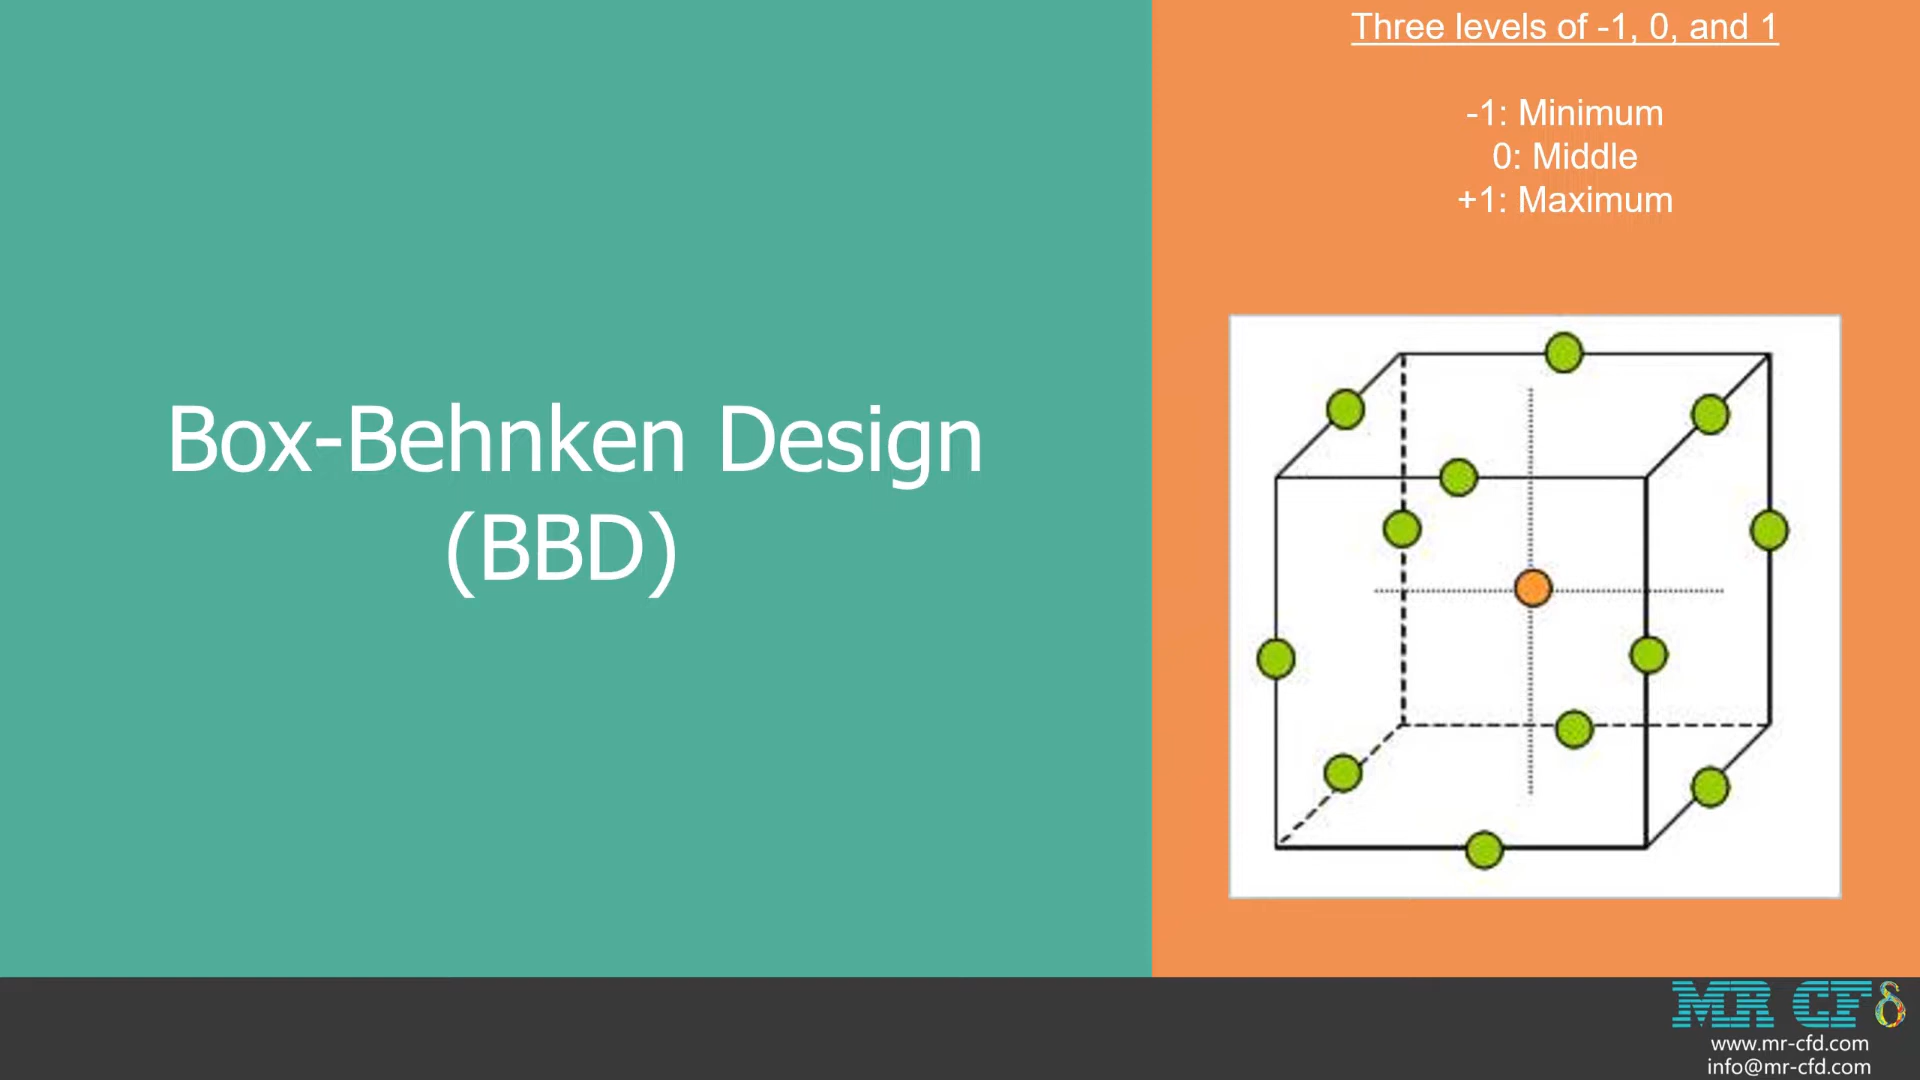 Box-Behnken Design
(BBD)
Three levels of -1, 0, and 1
-1: Minimum
0: Middle
+1: Maximum
MR CFδ
www.mr-cfd.com
info@mr-cfd.com